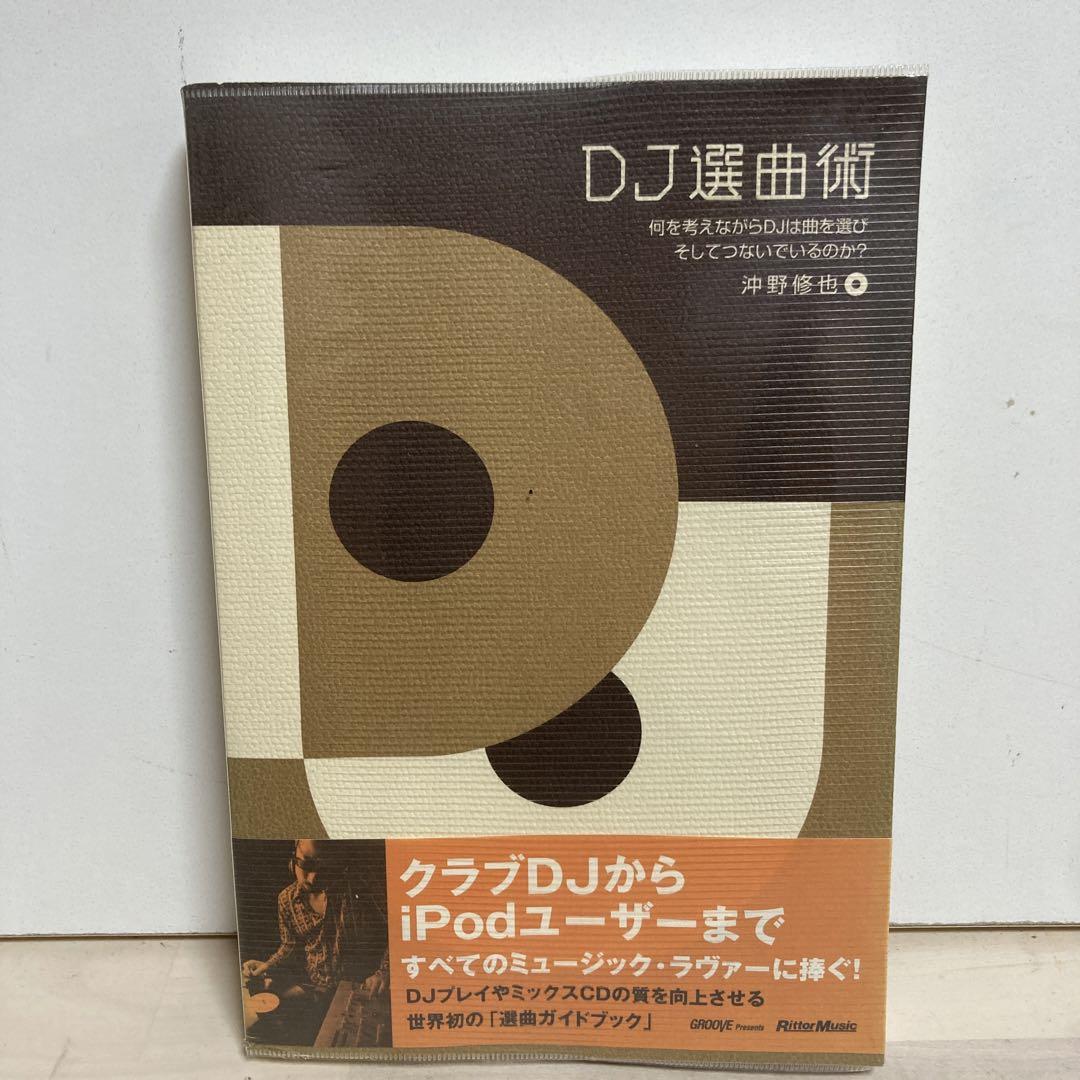 DJ選曲術
何を考えながらDJは曲を選び
そしてつないでいるのか?
沖野修也
クラブDJから
iPodユーザーまで
すべてのミュージック・ラヴァーに捧ぐ!
DJプレイやミックスCDの質を向上させる
世界初の「選曲ガイドブック」
GROOVE Presents
RittorMusic